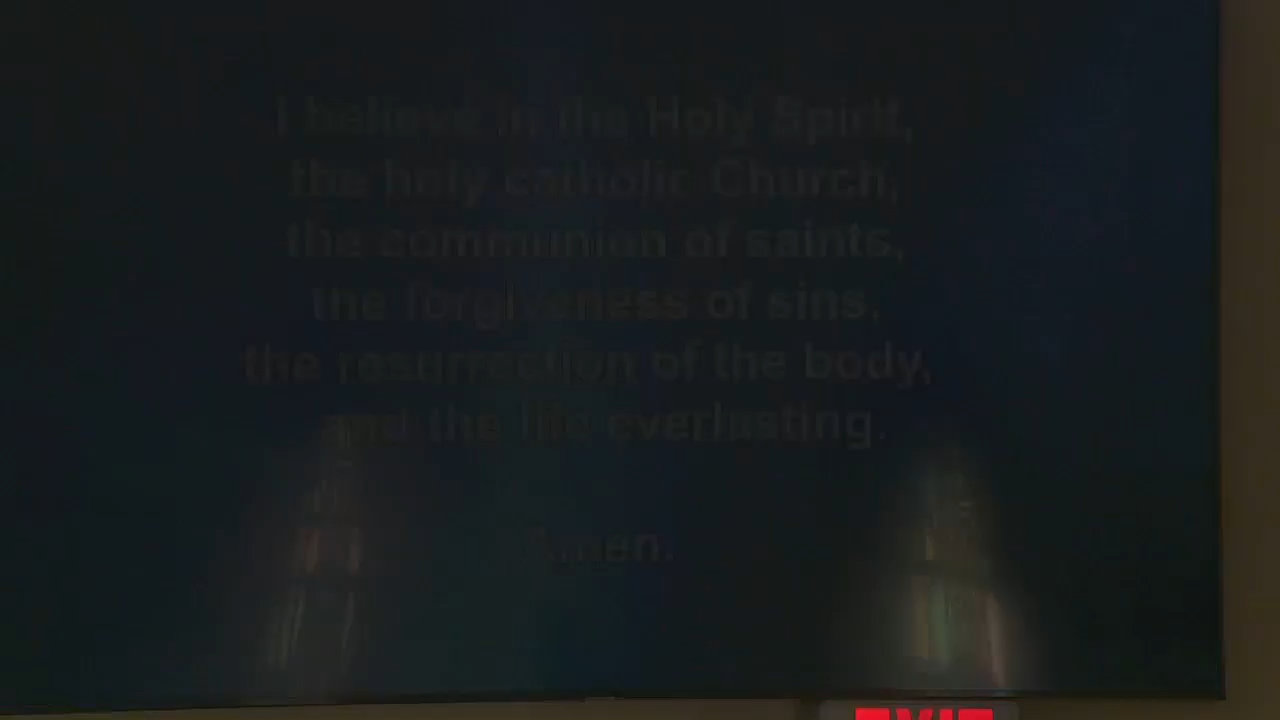 I believe in the Holy Spirit,
the holy catholic Church,
the communion of saints,
the forgiveness of sins,
the resurrection of the body,
and the life everlasting.
Amen.
EXIT